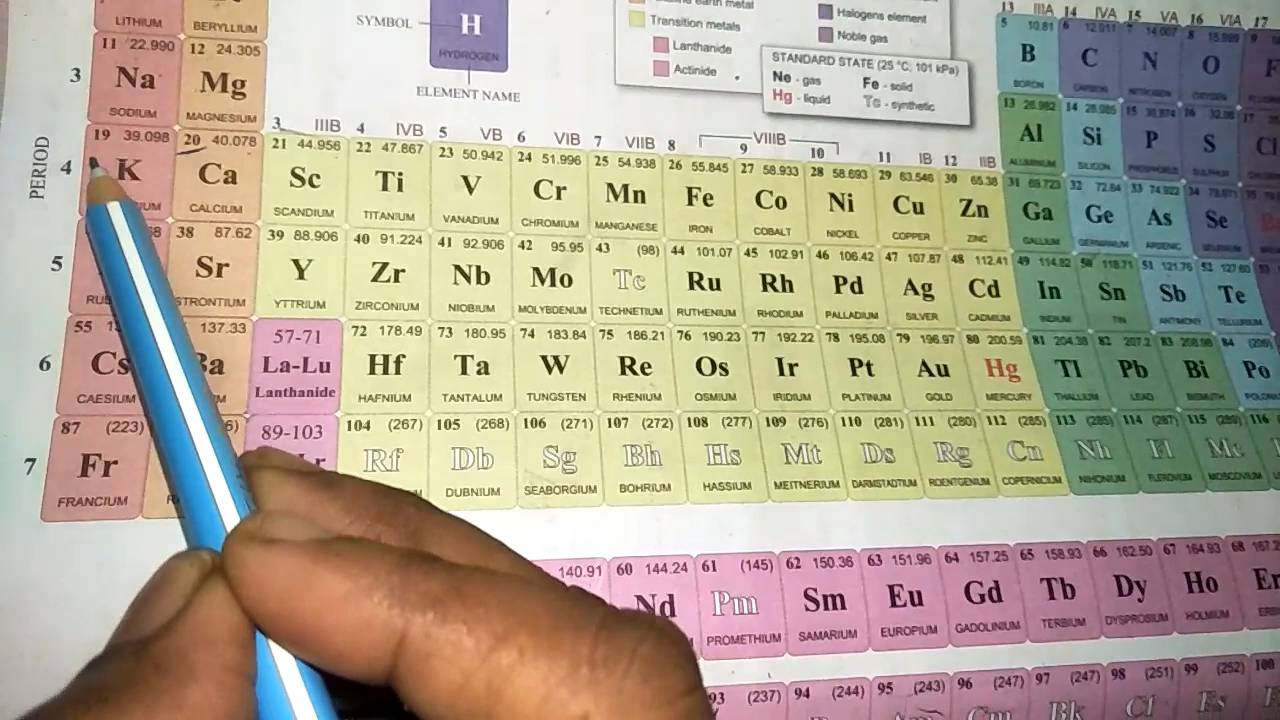 LITHIUM BERYLLIUM
SYMBOL H
HYDROGEN
ELEMENT NAME
Transition metals
Lanthanide
Actinide
Halogens element
Noble gas
STANDARD STATE (25 °C, 101 kPa)
Ne - gas Fe - solid
Hg - liquid Tc - synthetic
13 IIIA 14 IVA 15 VA 16 VIA 17
5 10.81 6 12.011 7 14.007 8 15.999 9
B C N O F
BORON CARBON NITROGEN OXYGEN
PERIOD
3
11 22.990 12 24.305
Na Mg
SODIUM MAGNESIUM
13 26.982 14 28.085 15 30.974 16 32.06 17
Al Si P S Cl
ALUMINIUM SILICON PHOSPHORUS SULPHUR
3 IIIB 4 IVB 5 VB 6 VIB 7 VIIB 8 VIIIB 9 10 11 IB 12 IIB
4
19 39.098 20 40.078 21 44.956 22 47.867 23 50.942 24 51.996 25 54.938 26 55.845 27 58.933 28 58.693 29 63.546 30 65.38 31 69.723 32 72.64 33 74.922 34
K Ca Sc Ti V Cr Mn Fe Co Ni Cu Zn Ga Ge As Se
CALCIUM SCANDIUM TITANIUM VANADIUM CHROMIUM MANGANESE IRON COBALT NICKEL COPPER ZINC GALLIUM GERMANIUM ARSENIC SELENIUM
5
38 87.62 39 88.906 40 91.224 41 92.906 42 95.95 43 (98) 44 101.07 45 102.91 46 106.42 47 107.87 48 112.41 49 114.82 50 118.71 51 121.76 52 127.60 53
Sr Y Zr Nb Mo Tc Ru Rh Pd Ag Cd In Sn Sb Te
STRONTIUM YTTRIUM ZIRCONIUM NIOBIUM MOLYBDENUM TECHNETIUM RUTHENIUM RHODIUM PALLADIUM SILVER CADMIUM INDIUM TIN ANTIMONY TELLURIUM
6
55 137.33 57-71 72 178.49 73 180.95 74 183.84 75 186.21 76 190.23 77 192.22 78 195.08 79 196.97 80 200.59 81 204.38 82 207.2 83 208.98 84 (209)
Cs Ba La-Lu Hf Ta W Re Os Ir Pt Au Hg Tl Pb Bi Po
CAESIUM Lanthanide HAFNIUM TANTALUM TUNGSTEN RHENIUM OSMIUM IRIDIUM PLATINUM GOLD MERCURY THALLIUM LEAD BISMUTH
7
87 (223) 89-103 104 (267) 105 (268) 106 (271) 107 (272) 108 (277) 109 (276) 110 (281) 111 (280) 112 (285) 113 (285) 114 (287) 115 (289) 116
Fr Rf Db Sg Bh Hs Mt Ds Rg Cn Nh Fl Mc
FRANCIUM DUBNIUM SEABORGIUM BOHRIUM HASSIUM MEITNERIUM DARMSTADTIUM ROENTGENIUM COPERNICIUM NIHONIUM FLEROVIUM MOSCOVIUM
140.91 60 144.24 61 (145) 62 150.36 63 151.96 64 157.25 65 158.93 66 162.50 67 164.93 68
Nd Pm Sm Eu Gd Tb Dy Ho Er
PROMETHIUM SAMARIUM EUROPIUM GADOLINIUM TERBIUM DYSPROSIUM HOLMIUM
93 (237) 94 (244) 95 (243) 96 (247) 97 (247) 98 (251) 99 (252) 100
Am Cm Bk Cf Es